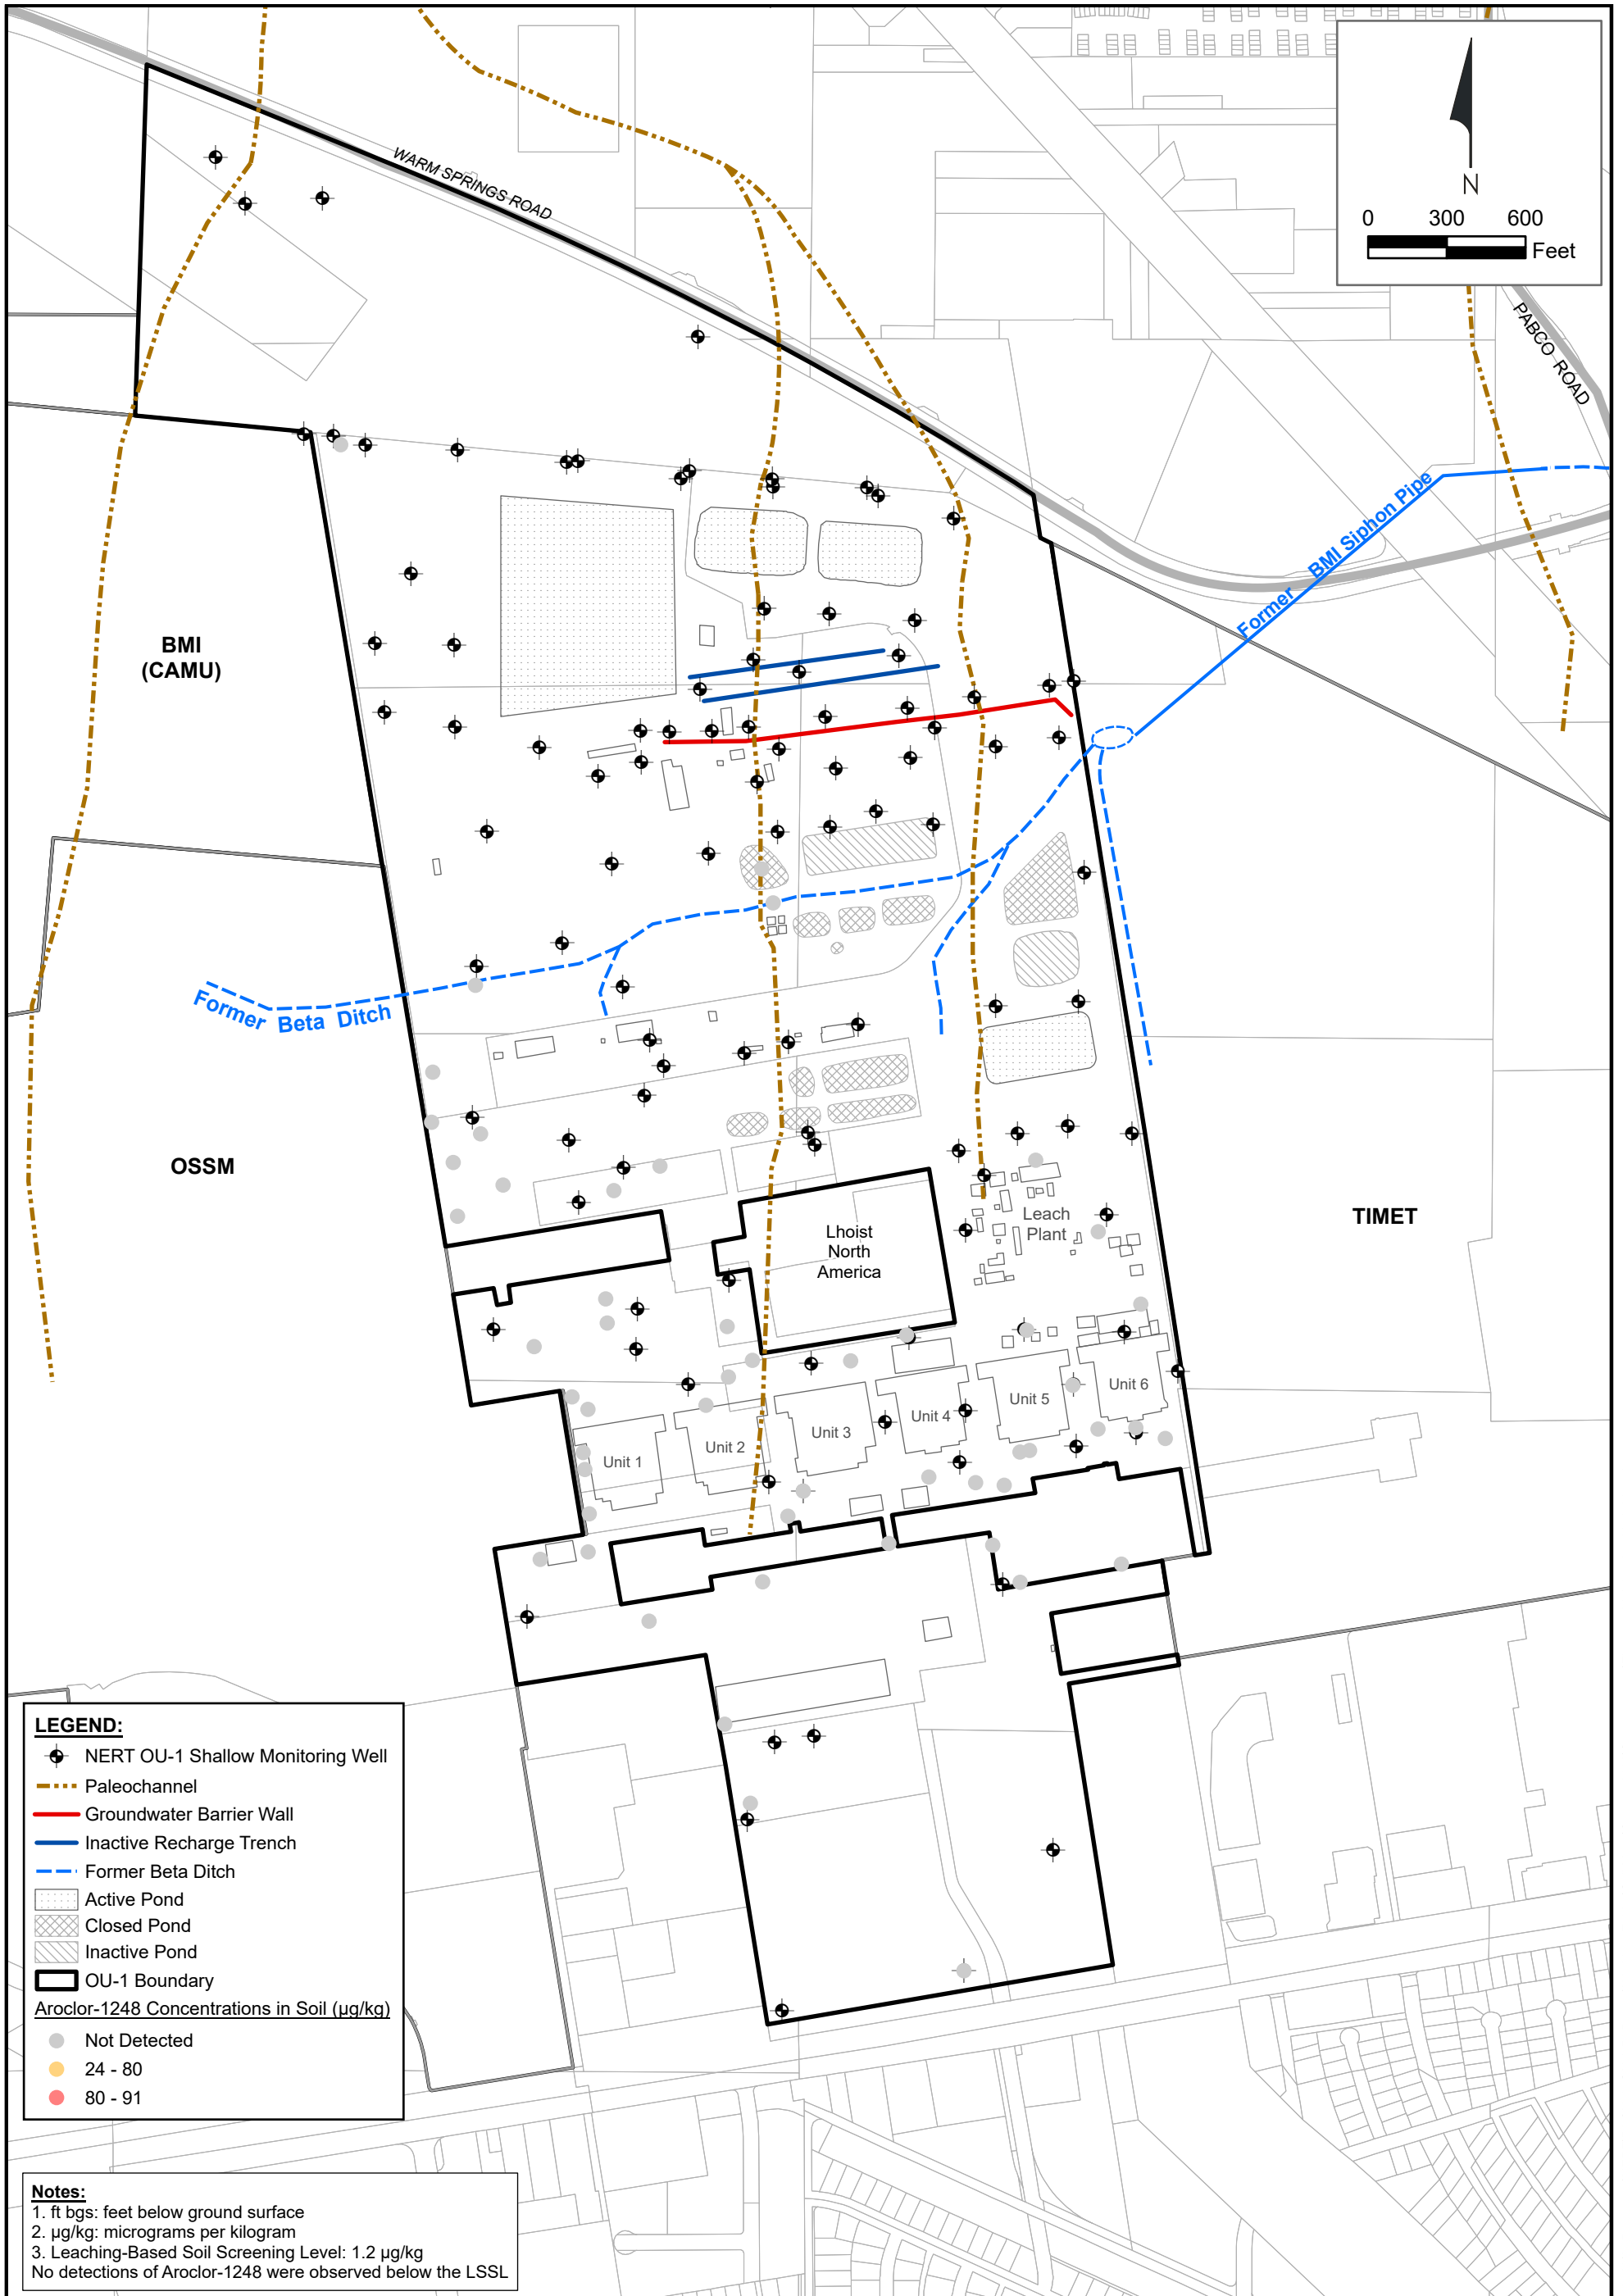 WARM SPRINGS ROAD
N
0 300 600
Feet
PABCO ROAD
Former BMI Siphon Pipe
BMI
(CAMU)
Former Beta Ditch
OSSM
TIMET
Lhoist
North
America
Leach
Plant
Unit 1
Unit 2
Unit 3
Unit 4
Unit 5
Unit 6
LEGEND:
NERT OU-1 Shallow Monitoring Well
Paleochannel
Groundwater Barrier Wall
Inactive Recharge Trench
Former Beta Ditch
Active Pond
Closed Pond
Inactive Pond
OU-1 Boundary
Aroclor-1248 Concentrations in Soil (µg/kg)
Not Detected
24 - 80
80 - 91
Notes:
1. ft bgs: feet below ground surface
2. µg/kg: micrograms per kilogram
3. Leaching-Based Soil Screening Level: 1.2 µg/kg
No detections of Aroclor-1248 were observed below the LSSL